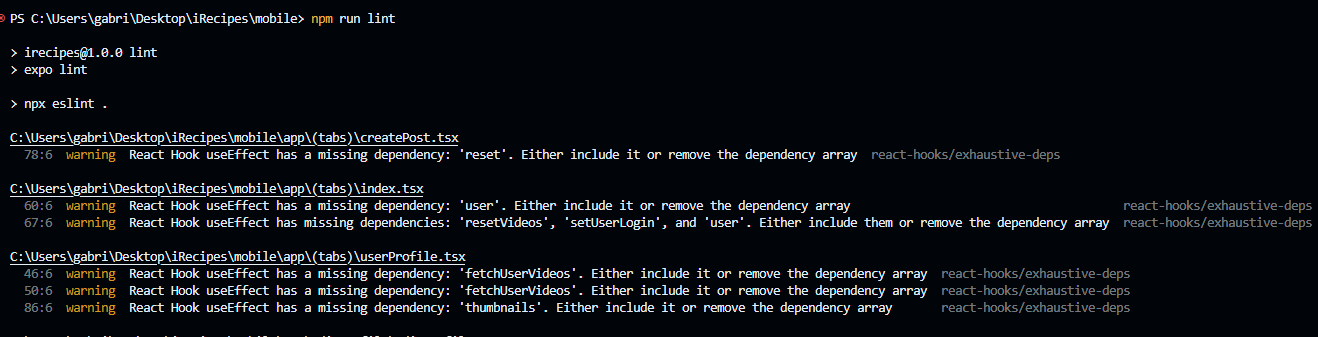 PS C:\Users\gabri\Desktop\iRecipes\mobile> npm run lint
> irecipes@1.0.0 lint
> expo lint
> npx eslint .
C:\Users\gabri\Desktop\iRecipes\mobile\app\(tabs)\createPost.tsx
78:6 warning React Hook useEffect has a missing dependency: 'reset'. Either include it or remove the dependency array react-hooks/exhaustive-deps
C:\Users\gabri\Desktop\iRecipes\mobile\app\(tabs)\index.tsx
60:6 warning React Hook useEffect has a missing dependency: 'user'. Either include it or remove the dependency array react-hooks/exhaustive-deps
67:6 warning React Hook useEffect has missing dependencies: 'resetVideos', 'setUserLogin', and 'user'. Either include them or remove the dependency array react-hooks/exhaustive-deps
C:\Users\gabri\Desktop\iRecipes\mobile\app\(tabs)\userProfile.tsx
46:6 warning React Hook useEffect has a missing dependency: 'fetchUserVideos'. Either include it or remove the dependency array react-hooks/exhaustive-deps
50:6 warning React Hook useEffect has a missing dependency: 'fetchUserVideos'. Either include it or remove the dependency array react-hooks/exhaustive-deps
86:6 warning React Hook useEffect has a missing dependency: 'thumbnails'. Either include it or remove the dependency array react-hooks/exhaustive-deps